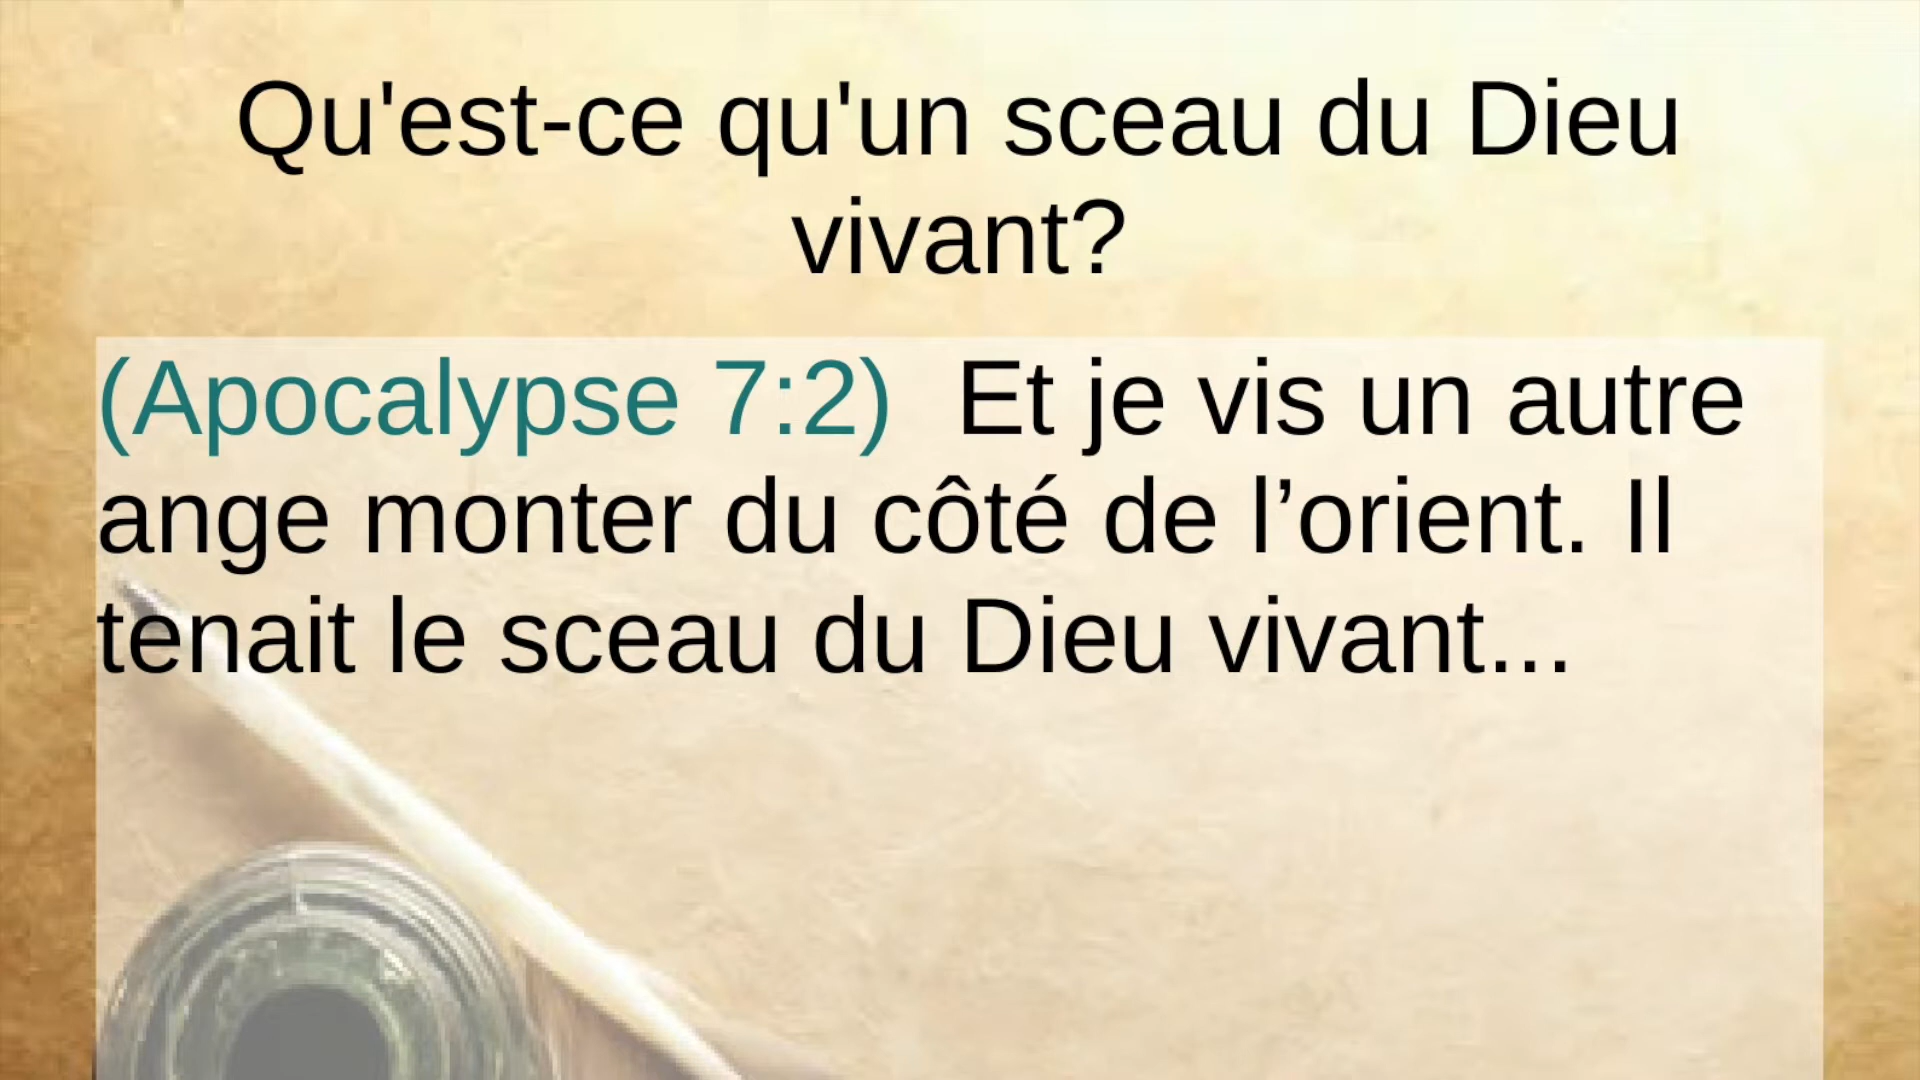 Qu'est-ce qu'un sceau du Dieu
vivant?
(Apocalypse 7:2)  Et je vis un autre
ange monter du côté de l’orient. Il
tenait le sceau du Dieu vivant...